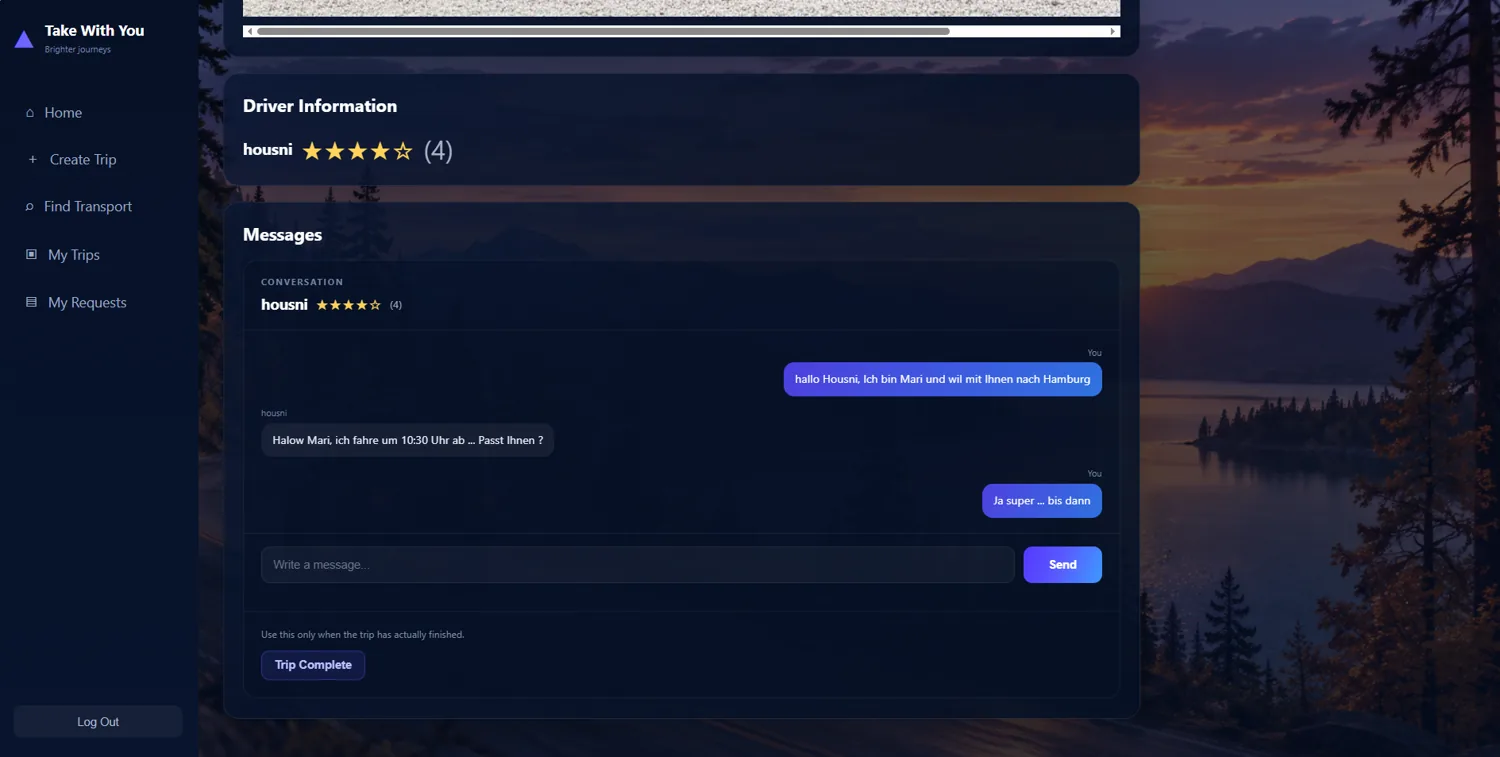 Take With You
Brighter journeys
Home
Create Trip
Find Transport
My Trips
My Requests
Log Out
Driver Information
housni ★★★★☆ (4)
Messages
CONVERSATION
housni ★★★★☆ (4)
You
hallo Housni, Ich bin Mari und wil mit Ihnen nach Hamburg
housni
Halow Mari, ich fahre um 10:30 Uhr ab ... Passt Ihnen ?
You
Ja super ... bis dann
Write a message...
Send
Use this only when the trip has actually finished.
Trip Complete